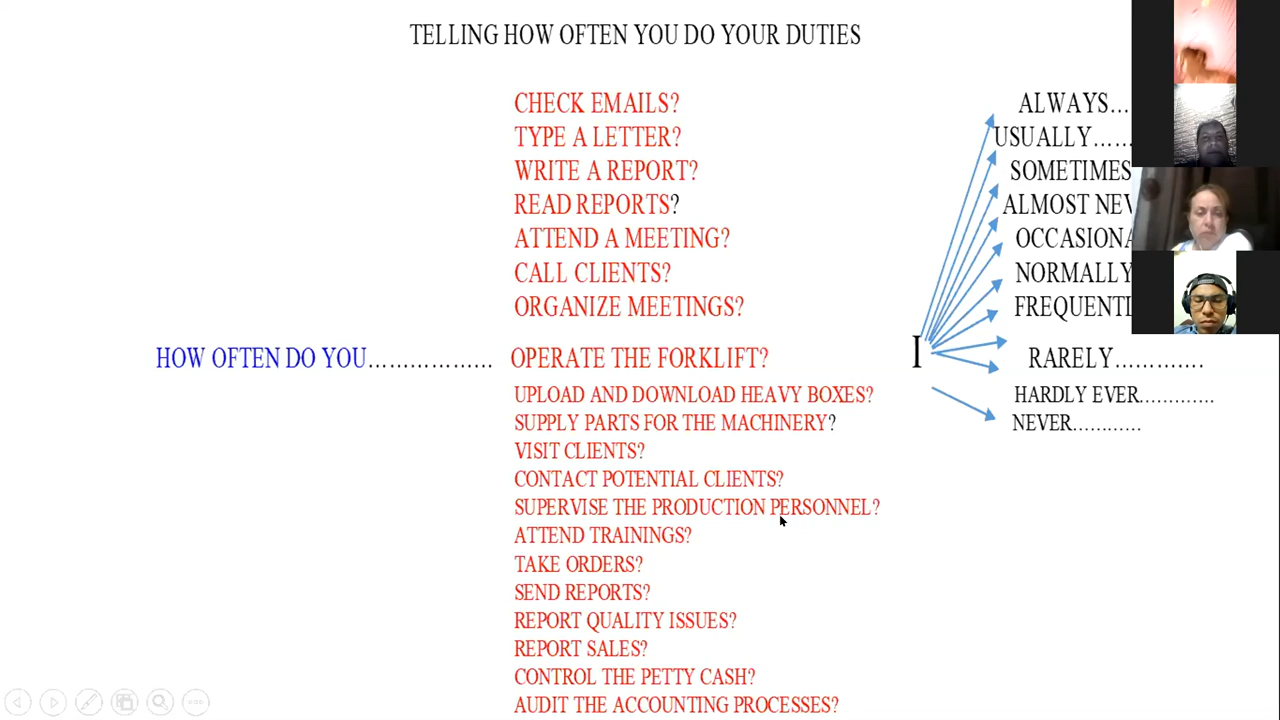 TELLING HOW OFTEN YOU DO YOUR DUTIES
CHECK EMAILS?
TYPE A LETTER?
WRITE A REPORT?
READ REPORTS?
ATTEND A MEETING?
CALL CLIENTS?
ORGANIZE MEETINGS?
HOW OFTEN DO YOU……………… OPERATE THE FORKLIFT?
UPLOAD AND DOWNLOAD HEAVY BOXES?
SUPPLY PARTS FOR THE MACHINERY?
VISIT CLIENTS?
CONTACT POTENTIAL CLIENTS?
SUPERVISE THE PRODUCTION PERSONNEL?
ATTEND TRAININGS?
TAKE ORDERS?
SEND REPORTS?
REPORT QUALITY ISSUES?
REPORT SALES?
CONTROL THE PETTY CASH?
AUDIT THE ACCOUNTING PROCESSES?
I
ALWAYS…
USUALLY……
SOMETIMES
ALMOST
NORMALLY
RARELY………….
HARDLY EVER………….
NEVER…………